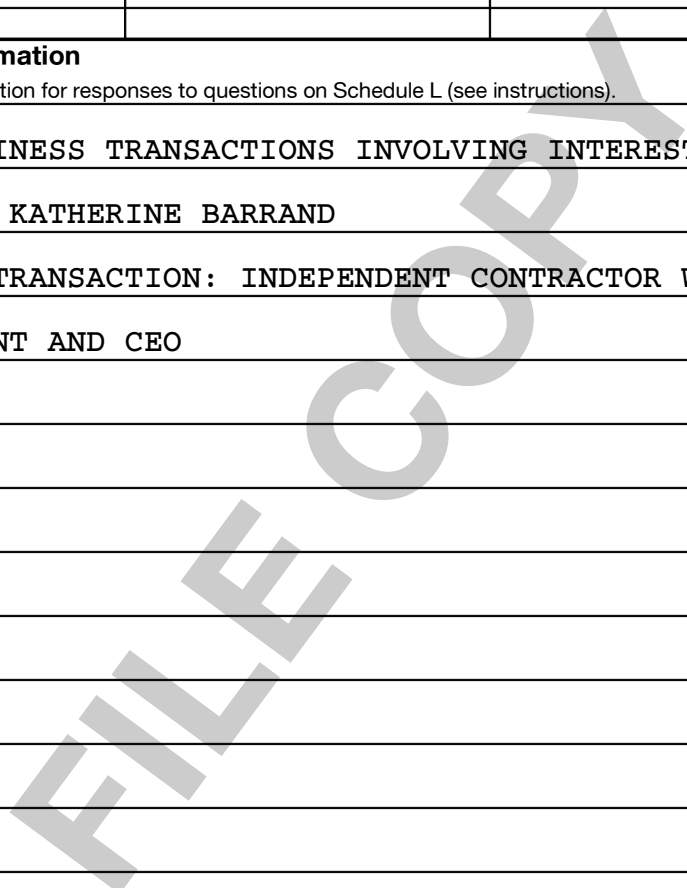 mation
tion for responses to questions on Schedule L (see instructions).
INESS TRANSACTIONS INVOLVING INTEREST
KATHERINE BARRAND
TRANSACTION: INDEPENDENT CONTRACTOR
NT AND CEO
FILE COPY